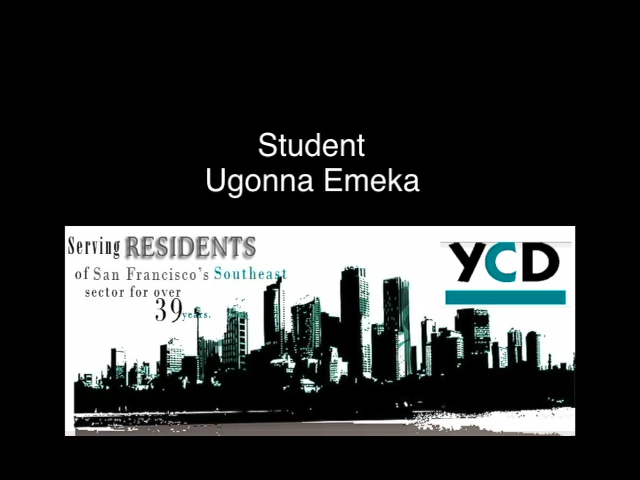 Student
Ugonna Emeka
Serving RESIDENTS
YCD
of San Francisco's Southeast
sector for over
39 years.